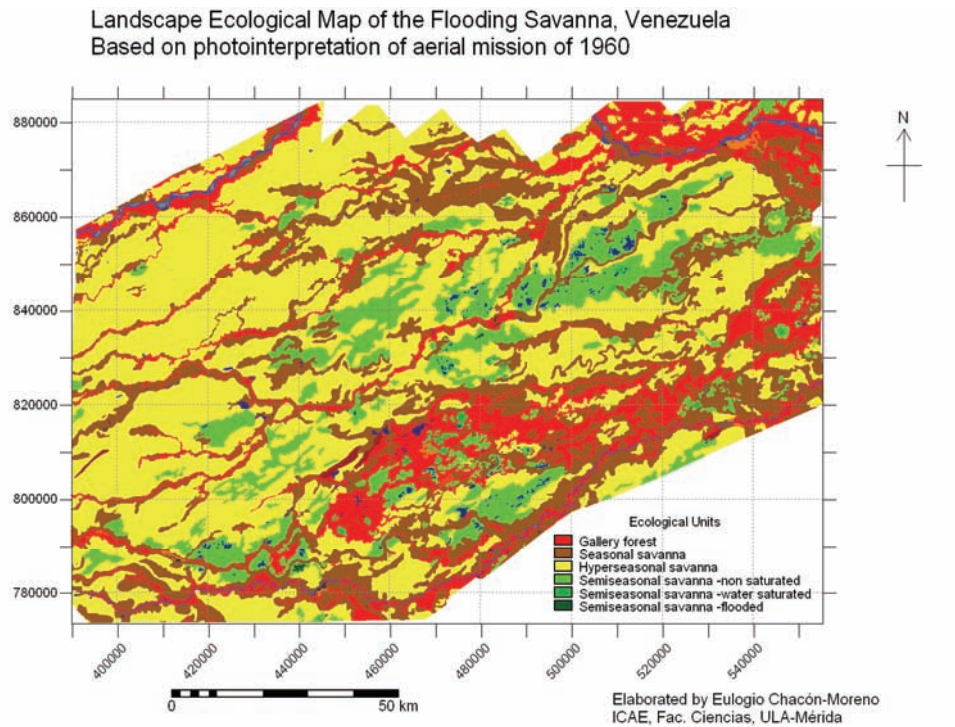 Landscape Ecological Map of the Flooding Savanna, Venezuela
Based on photointerpretation of aerial mission of 1960
N
880000
860000
840000
820000
800000
780000
Ecological Units
Gallery forest
Seasonal savanna
Hyperseasonal savanna
Semiseasonal savanna -non saturated
Semiseasonal savanna -water saturated
Semiseasonal savanna -flooded
400000
420000
440000
460000
480000
500000
520000
540000
0
50 km
Elaborated by Eulogio Chacón-Moreno
ICAE, Fac. Ciencias, ULA-Mérida